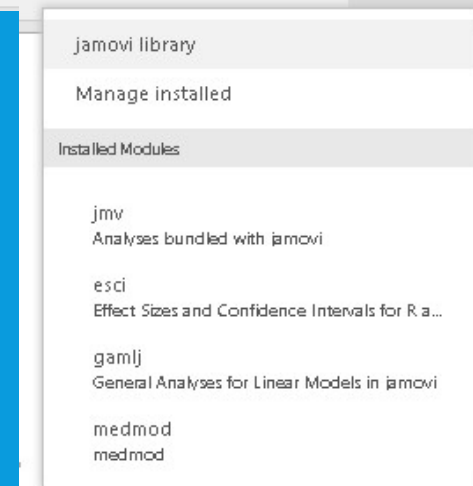 jamovi library
Manage installed
Installed Modules
jmv
Analyses bundled with jamovi
esci
Effect Sizes and Confidence Intervals for R a...
gamlj
General Analyses for Linear Models in jamovi
medmod
medmod